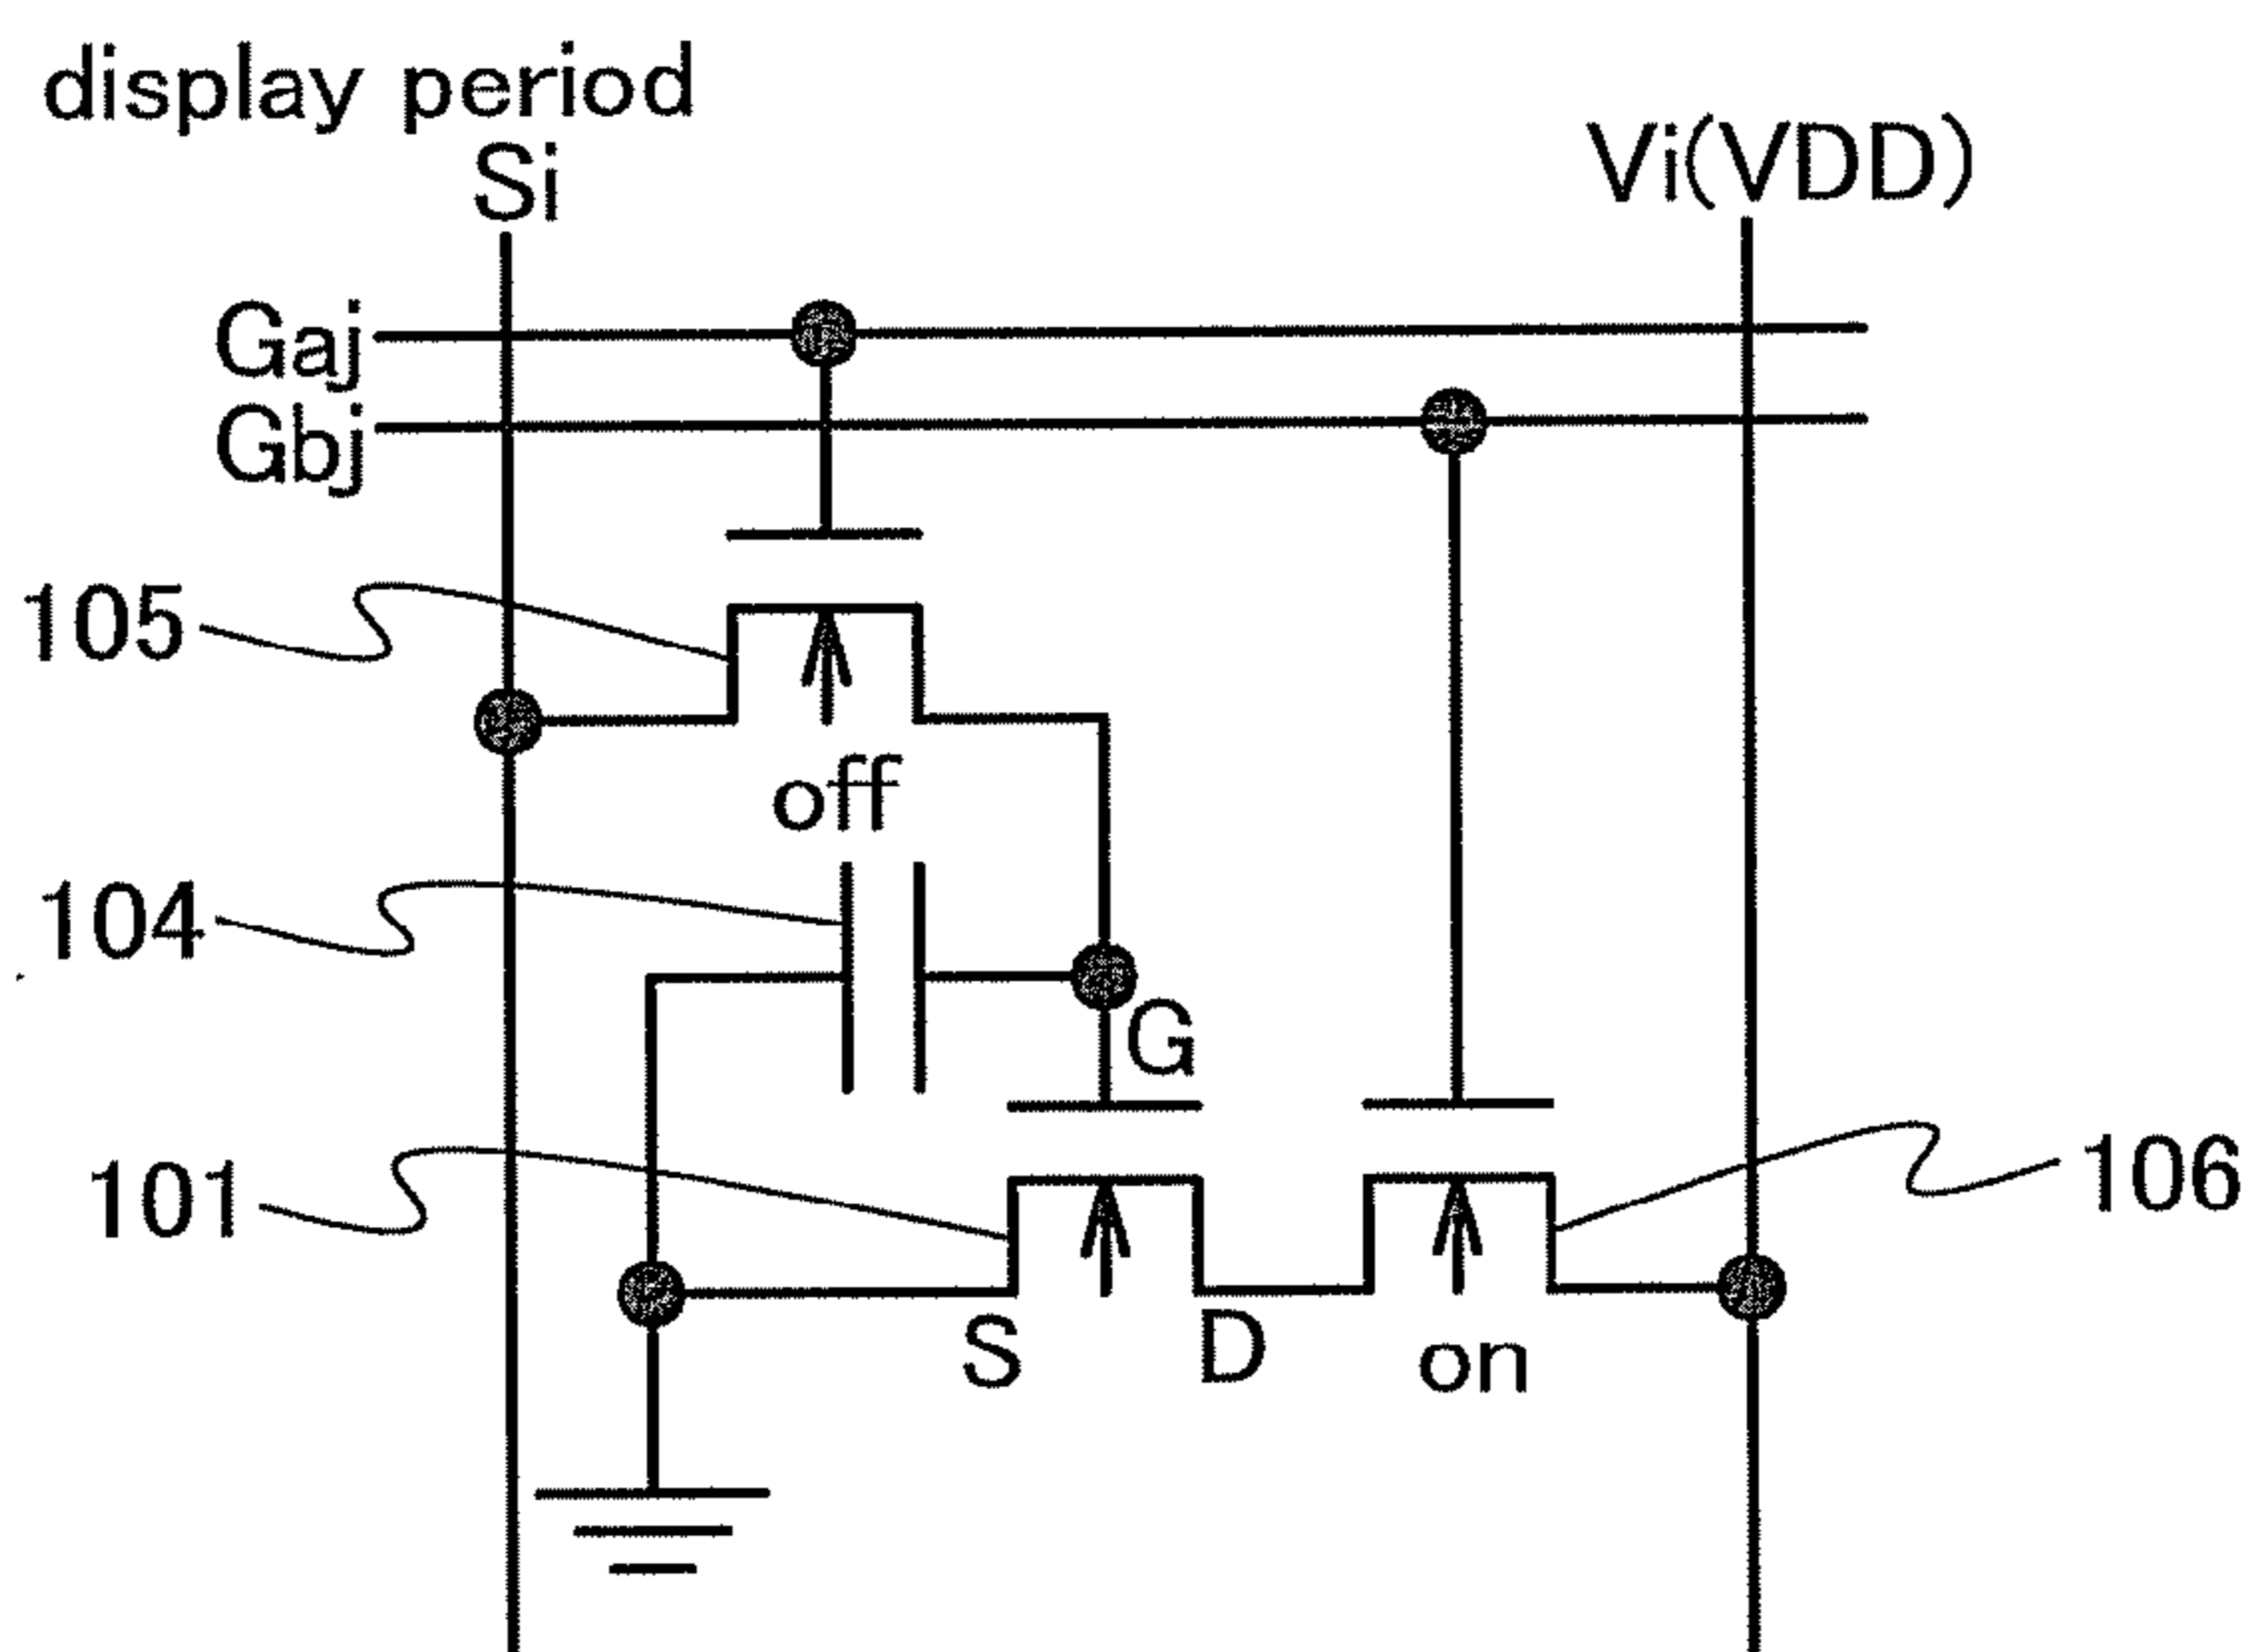 display period
Si
Vi(VDD)
Gaj
Gbj
105
off
104
G
101
106
S
D
on